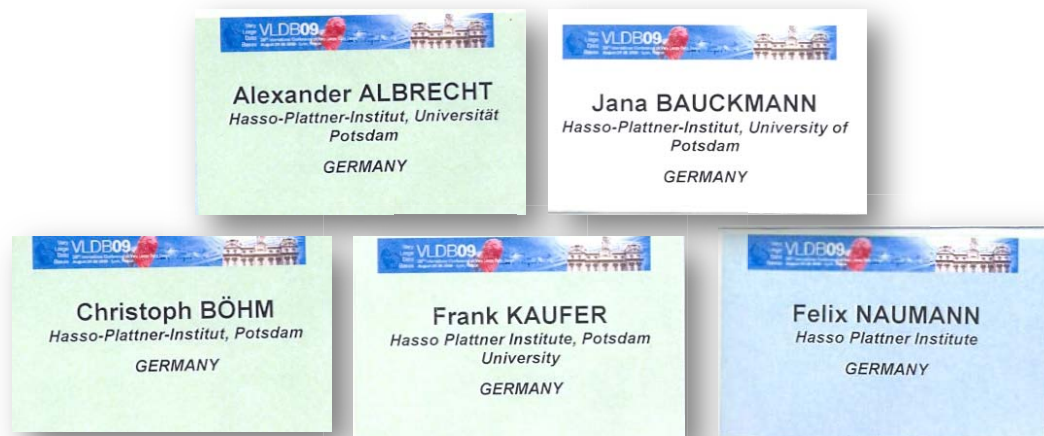 VLDB09
Alexander ALBRECHT
Hasso-Plattner-Institut, Universität
Potsdam
GERMANY
VLDB09
Jana BAUCKMANN
Hasso-Plattner-Institut, University of
Potsdam
GERMANY
VLDB09
Christoph BÖHM
Hasso-Plattner-Institut, Potsdam
GERMANY
VLDB09
Frank KAUFER
Hasso Plattner Institute, Potsdam
University
GERMANY
VLDB09
Felix NAUMANN
Hasso Plattner Institute
GERMANY